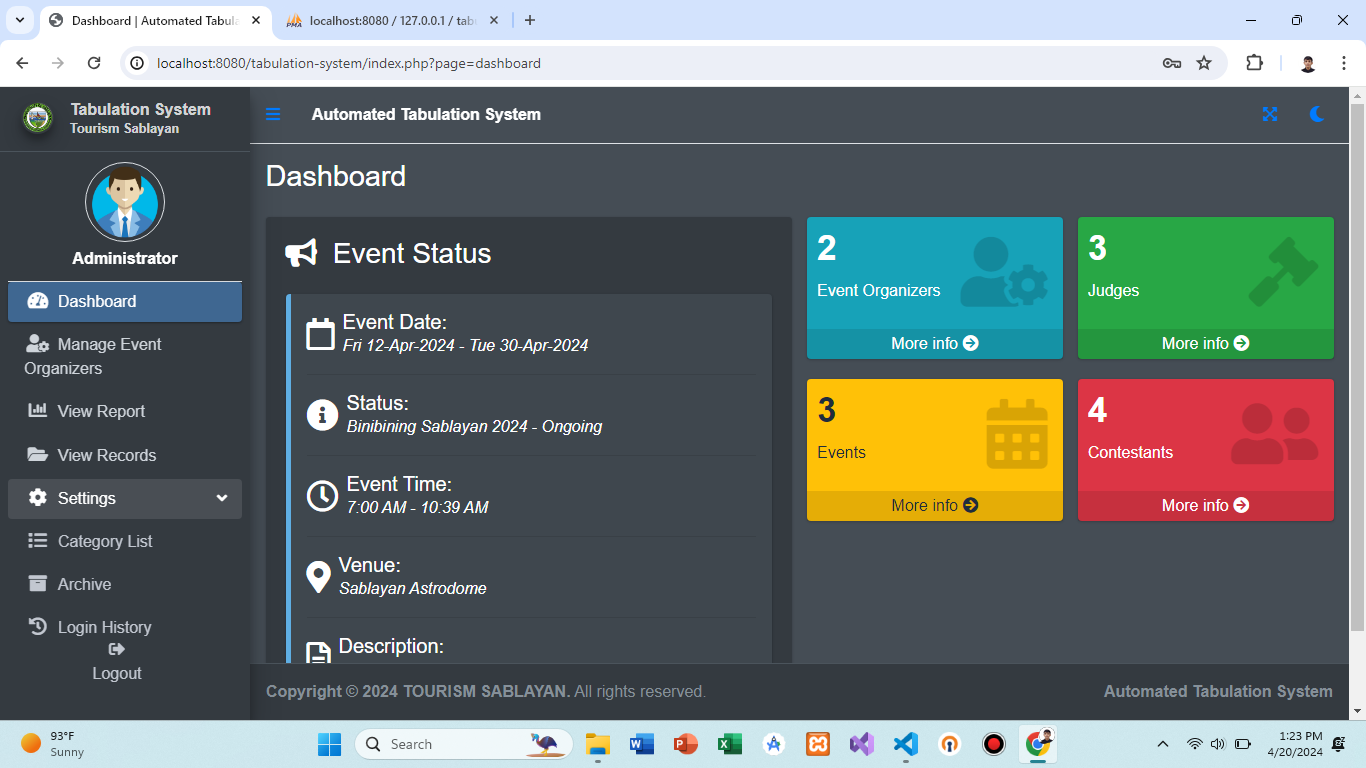 Dashboard | Automated Tabula
localhost:8080 / 127.0.0.1 / tab
localhost:8080/tabulation-system/index.php?page=dashboard
Tabulation System
Tourism Sablayan
Automated Tabulation System
Administrator
Dashboard
Manage Event
Organizers
View Report
View Records
Settings
Category List
Archive
Login History
Logout
Dashboard
Event Status
Event Date:
Fri 12-Apr-2024 - Tue 30-Apr-2024
Status:
Binibining Sablayan 2024 - Ongoing
Event Time:
7:00 AM - 10:39 AM
Venue:
Sablayan Astrodome
Description:
2
Event Organizers
More info
3
Judges
More info
3
Events
More info
4
Contestants
More info
Copyright © 2024 TOURISM SABLAYAN. All rights reserved.
Automated Tabulation System
93°F
Sunny
Search
1:23 PM
4/20/2024